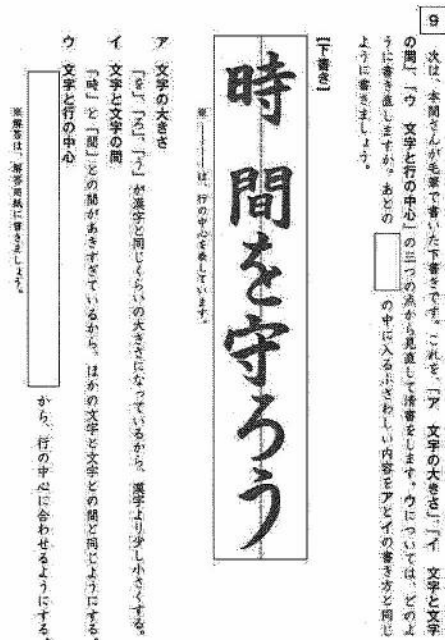 9
次は、本間さんが毛筆で書いた下書きです。これを、「ア 文字の大きさ」「イ 文字と文字
の間」、「ウ 文字と行の中心」の三つの点から見直して清書をします。ウについては、どのよ
うに書き直しますか。あとの の中に入るふさわしい内容をアとイの書き方と同じ
ように書きましょう。
【下書き】
時間を守ろう
※ は、行の中心を表しています。
ア 文字の大きさ
「を」、「ろ」、「う」が漢字と同じくらいの大きさになっているから、漢字より少し小さくする。
イ 文字と文字の間
「時」と「間」との間があきすぎているから、ほかの文字と文字との間と同じようにする。
ウ 文字と行の中心
から、行の中心に合わせるようにする。
※解答は、解答用紙に書きましょう。